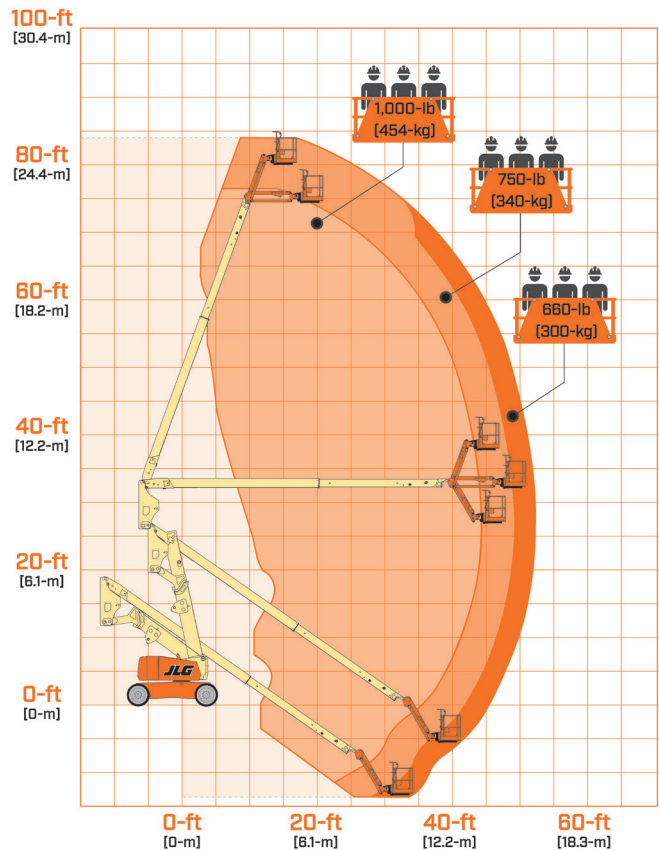 100-ft
[30.4-m]
1,000-lb
[454-kg]
80-ft
[24.4-m]
750-lb
[340-kg]
60-ft
[18.2-m]
660-lb
[300-kg]
40-ft
[12.2-m]
20-ft
[6.1-m]
JLG
0-ft
[0-m]
0-ft
[0-m]
20-ft
[6.1-m]
40-ft
[12.2-m]
60-ft
[18.3-m]